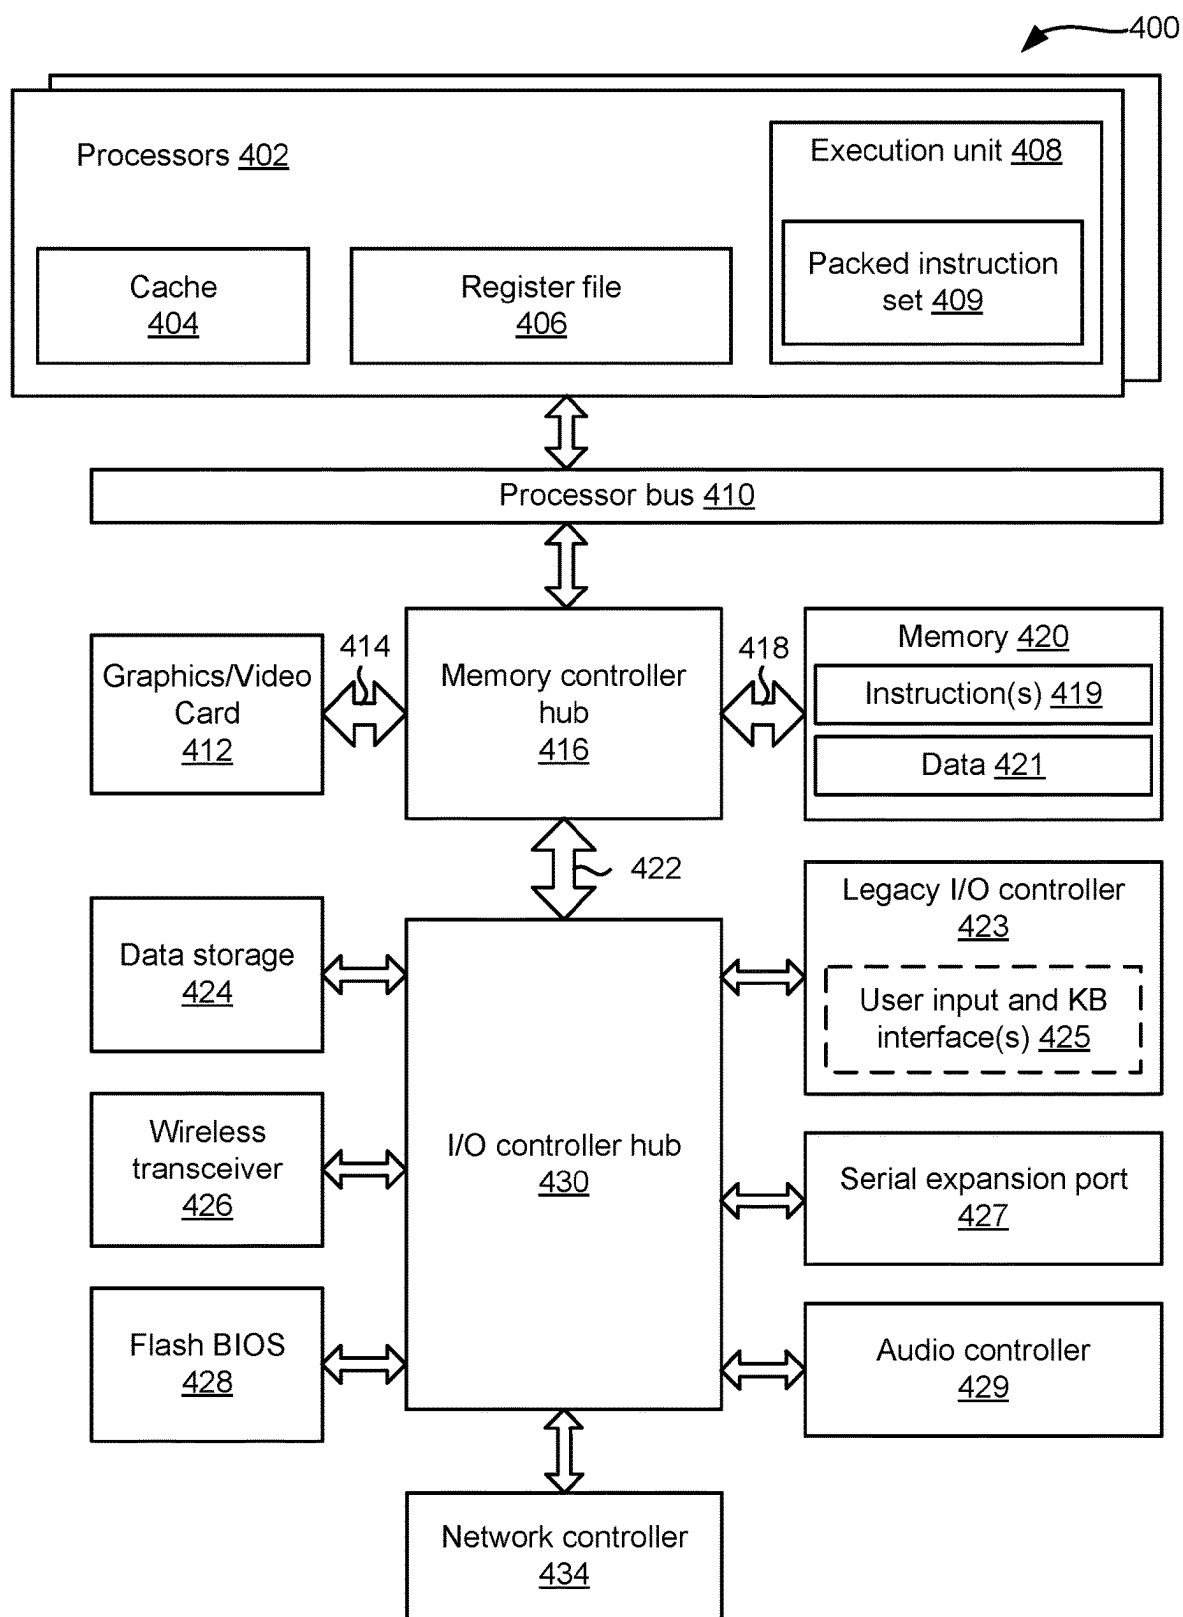 400
Processors 402
Execution unit 408
Cache
404
Register file
406
Packed instruction
set 409
Processor bus 410
Graphics/Video
Card
412
414
Memory controller
hub
416
418
Memory 420
Instruction(s) 419
Data 421
422
Data storage
424
Legacy I/O controller
423
User input and KB
interface(s) 425
Wireless
transceiver
426
I/O controller hub
430
Serial expansion port
427
Flash BIOS
428
Audio controller
429
Network controller
434